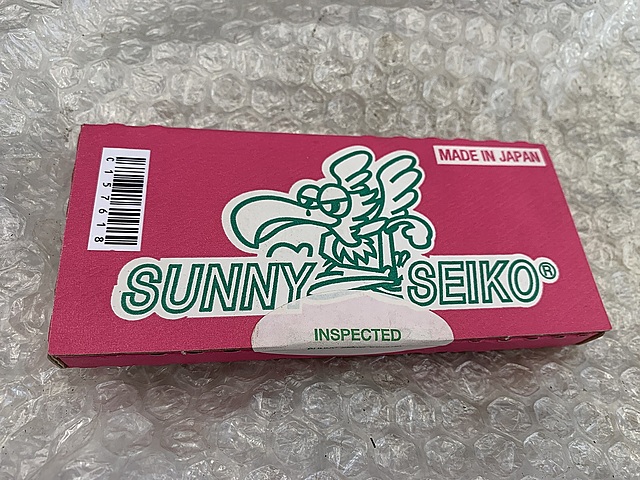 MADE IN JAPAN
C157618
SUNNY SEIKO®
INSPECTED